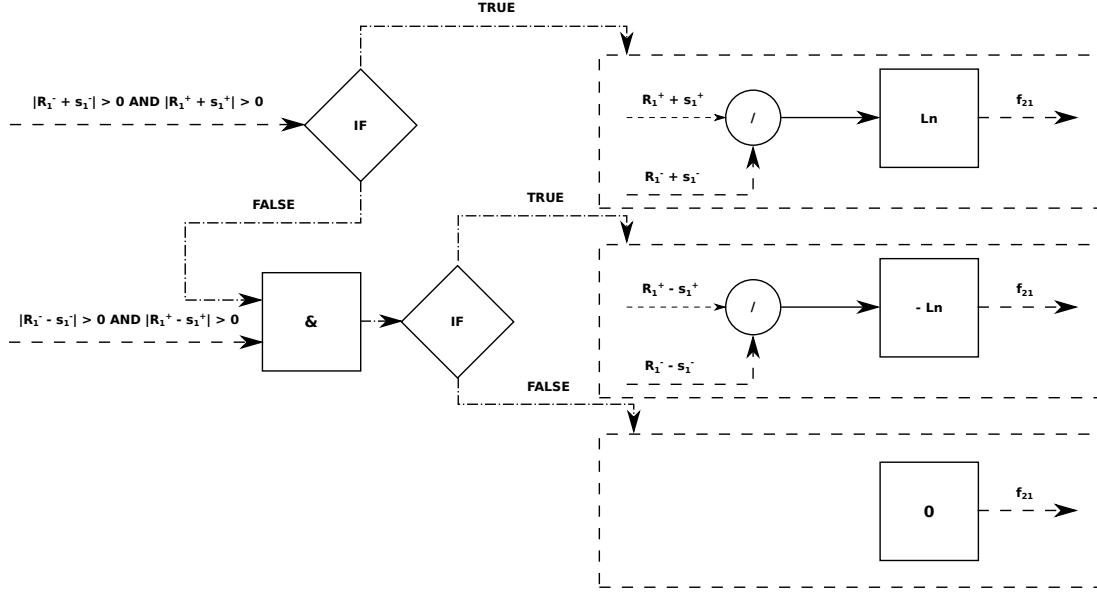 TRUE
|R₁⁻ + s₁⁻| > 0 AND |R₁⁺ + s₁⁺| > 0
IF
R₁⁺ + s₁⁺
/
Ln
f₂₁
R₁⁻ + s₁⁻
FALSE
TRUE
|R₁⁻ - s₁⁻| > 0 AND |R₁⁺ - s₁⁺| > 0
&
IF
R₁⁺ - s₁⁺
/
- Ln
f₂₁
R₁⁻ - s₁⁻
FALSE
0
f₂₁